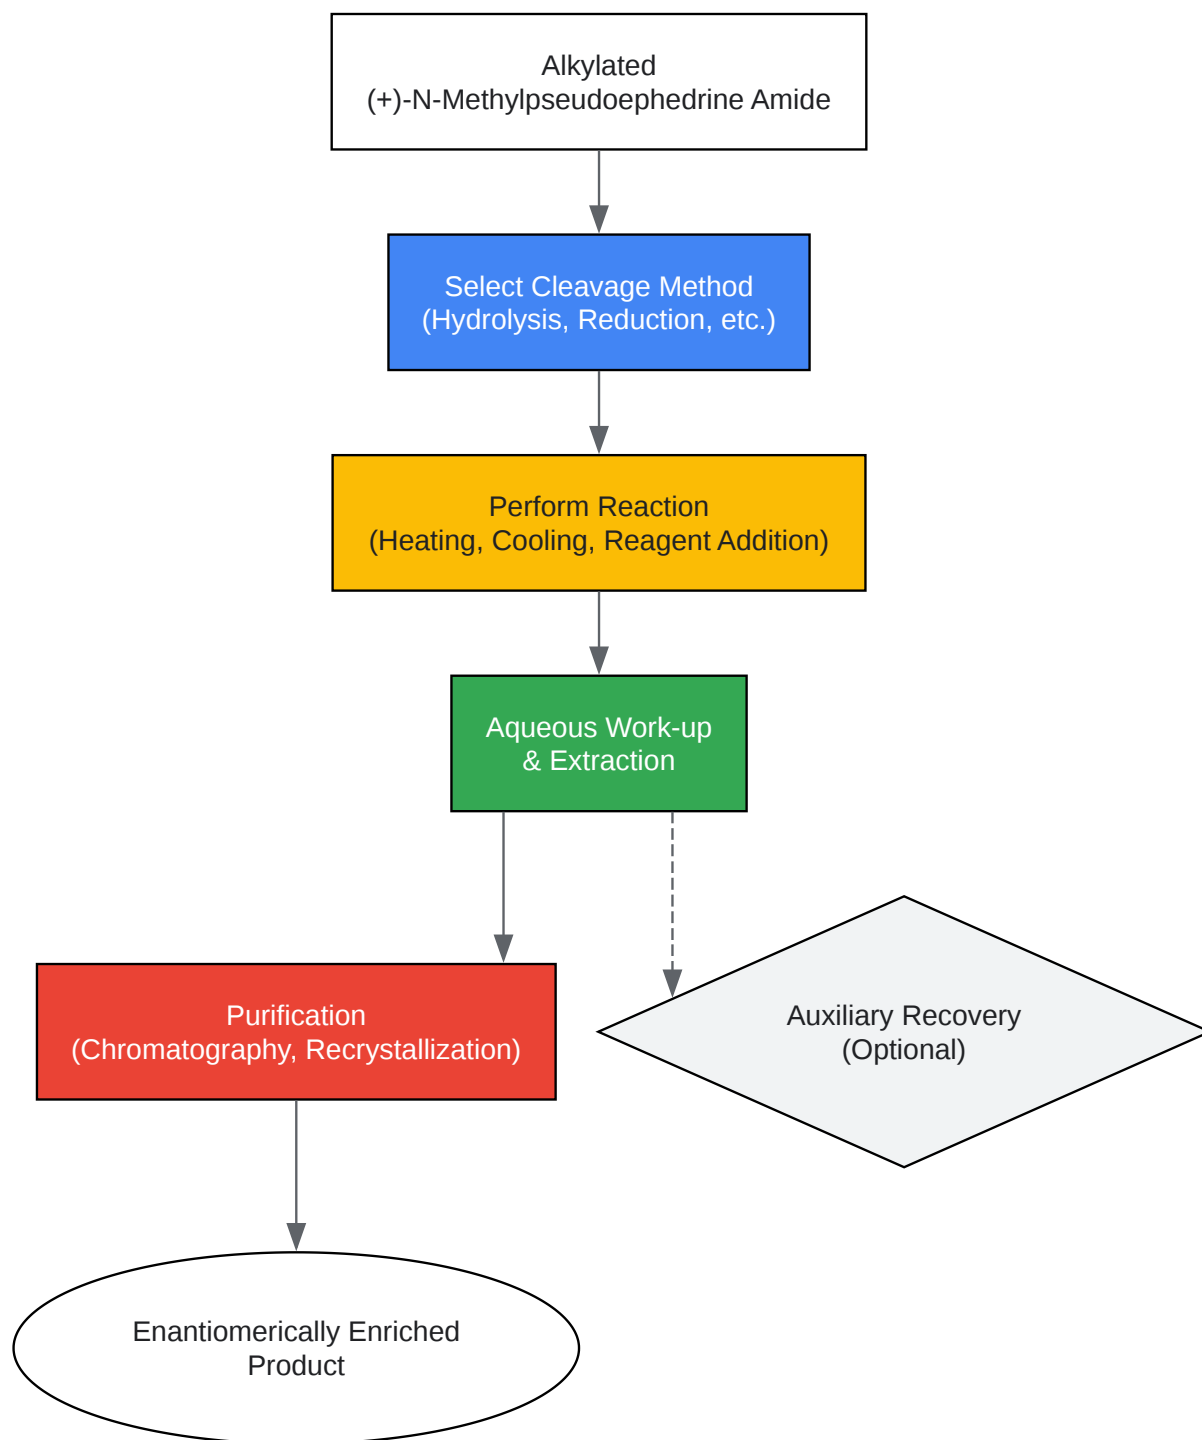 Alkylated
(+)-N-Methylpseudoephedrine Amide
Select Cleavage Method
(Hydrolysis, Reduction, etc.)
Perform Reaction
(Heating, Cooling, Reagent Addition)
Aqueous Work-up
& Extraction
Purification
(Chromatography, Recrystallization)
Auxiliary Recovery
(Optional)
Enantiomerically Enriched
Product